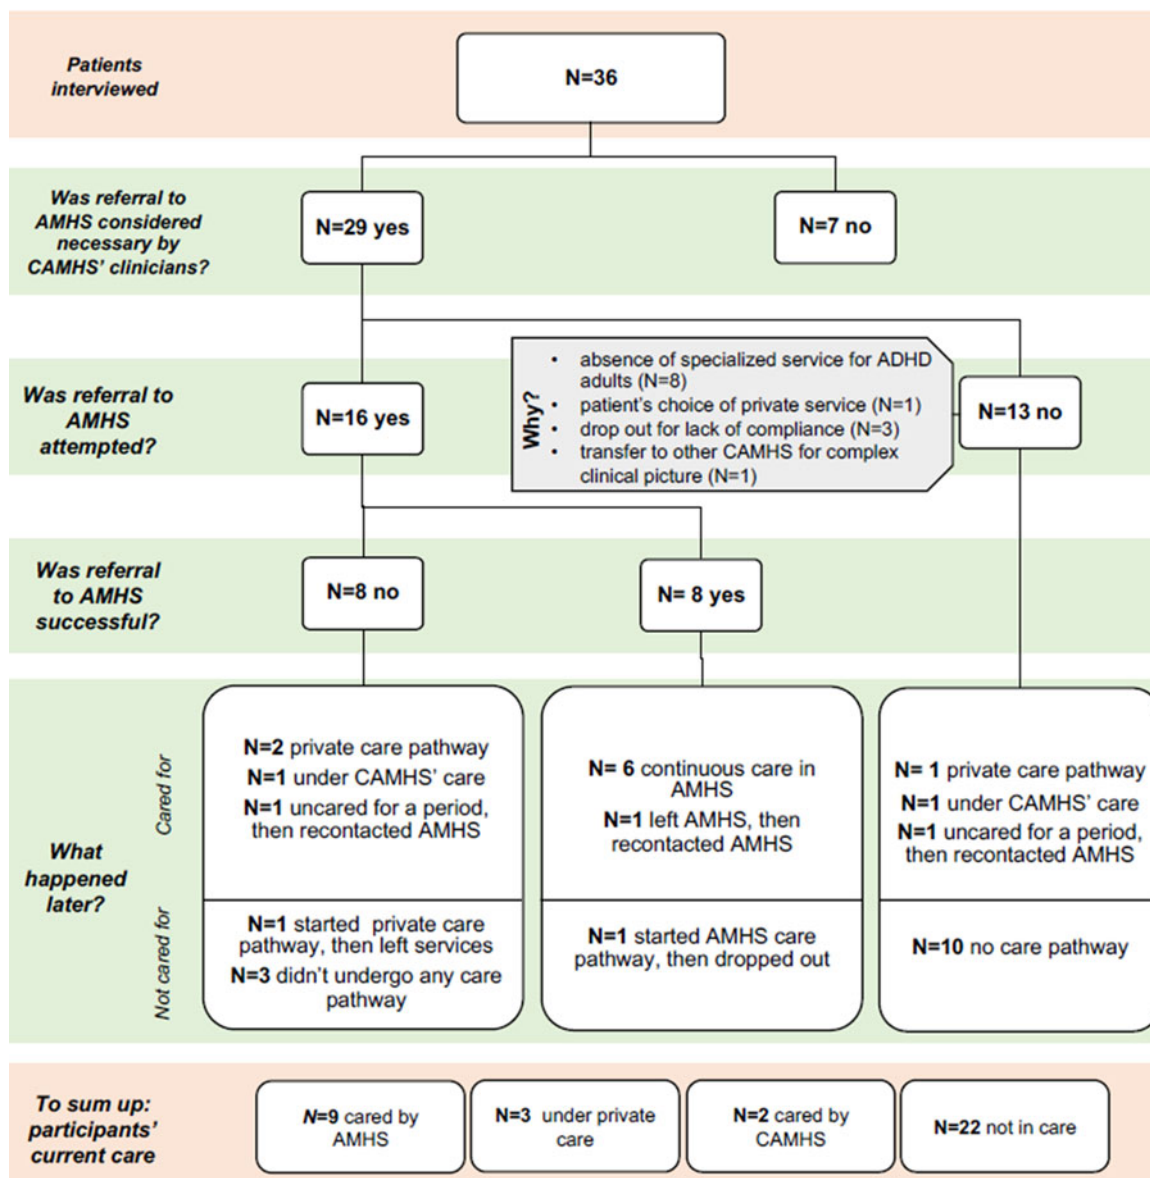 Patients
interviewed
N=36
Was referral to
AMHS considered
necessary by
CAMHS' clinicians?
N=29 yes
N=7 no
Was referral to
AMHS
attempted?
N=16 yes
Why?
• absence of specialized service for ADHD
adults (N=8)
• patient's choice of private service (N=1)
• drop out for lack of compliance (N=3)
• transfer to other CAMHS for complex
clinical picture (N=1)
N=13 no
Was referral
to AMHS
successful?
N=8 no
N= 8 yes
What
happened
later?
Cared for
N=2 private care pathway
N=1 under CAMHS' care
N=1 uncared for a period,
then recontacted AMHS
N= 6 continuous care in
AMHS
N=1 left AMHS, then
recontacted AMHS
N= 1 private care pathway
N=1 under CAMHS' care
N=1 uncared for a period,
then recontacted AMHS
Not cared for
N=1 started private care
pathway, then left services
N=3 didn't undergo any care
pathway
N=1 started AMHS care
pathway, then dropped out
N=10 no care pathway
To sum up:
participants'
current care
N=9 cared by
AMHS
N=3 under private
care
N=2 cared by
CAMHS
N=22 not in care